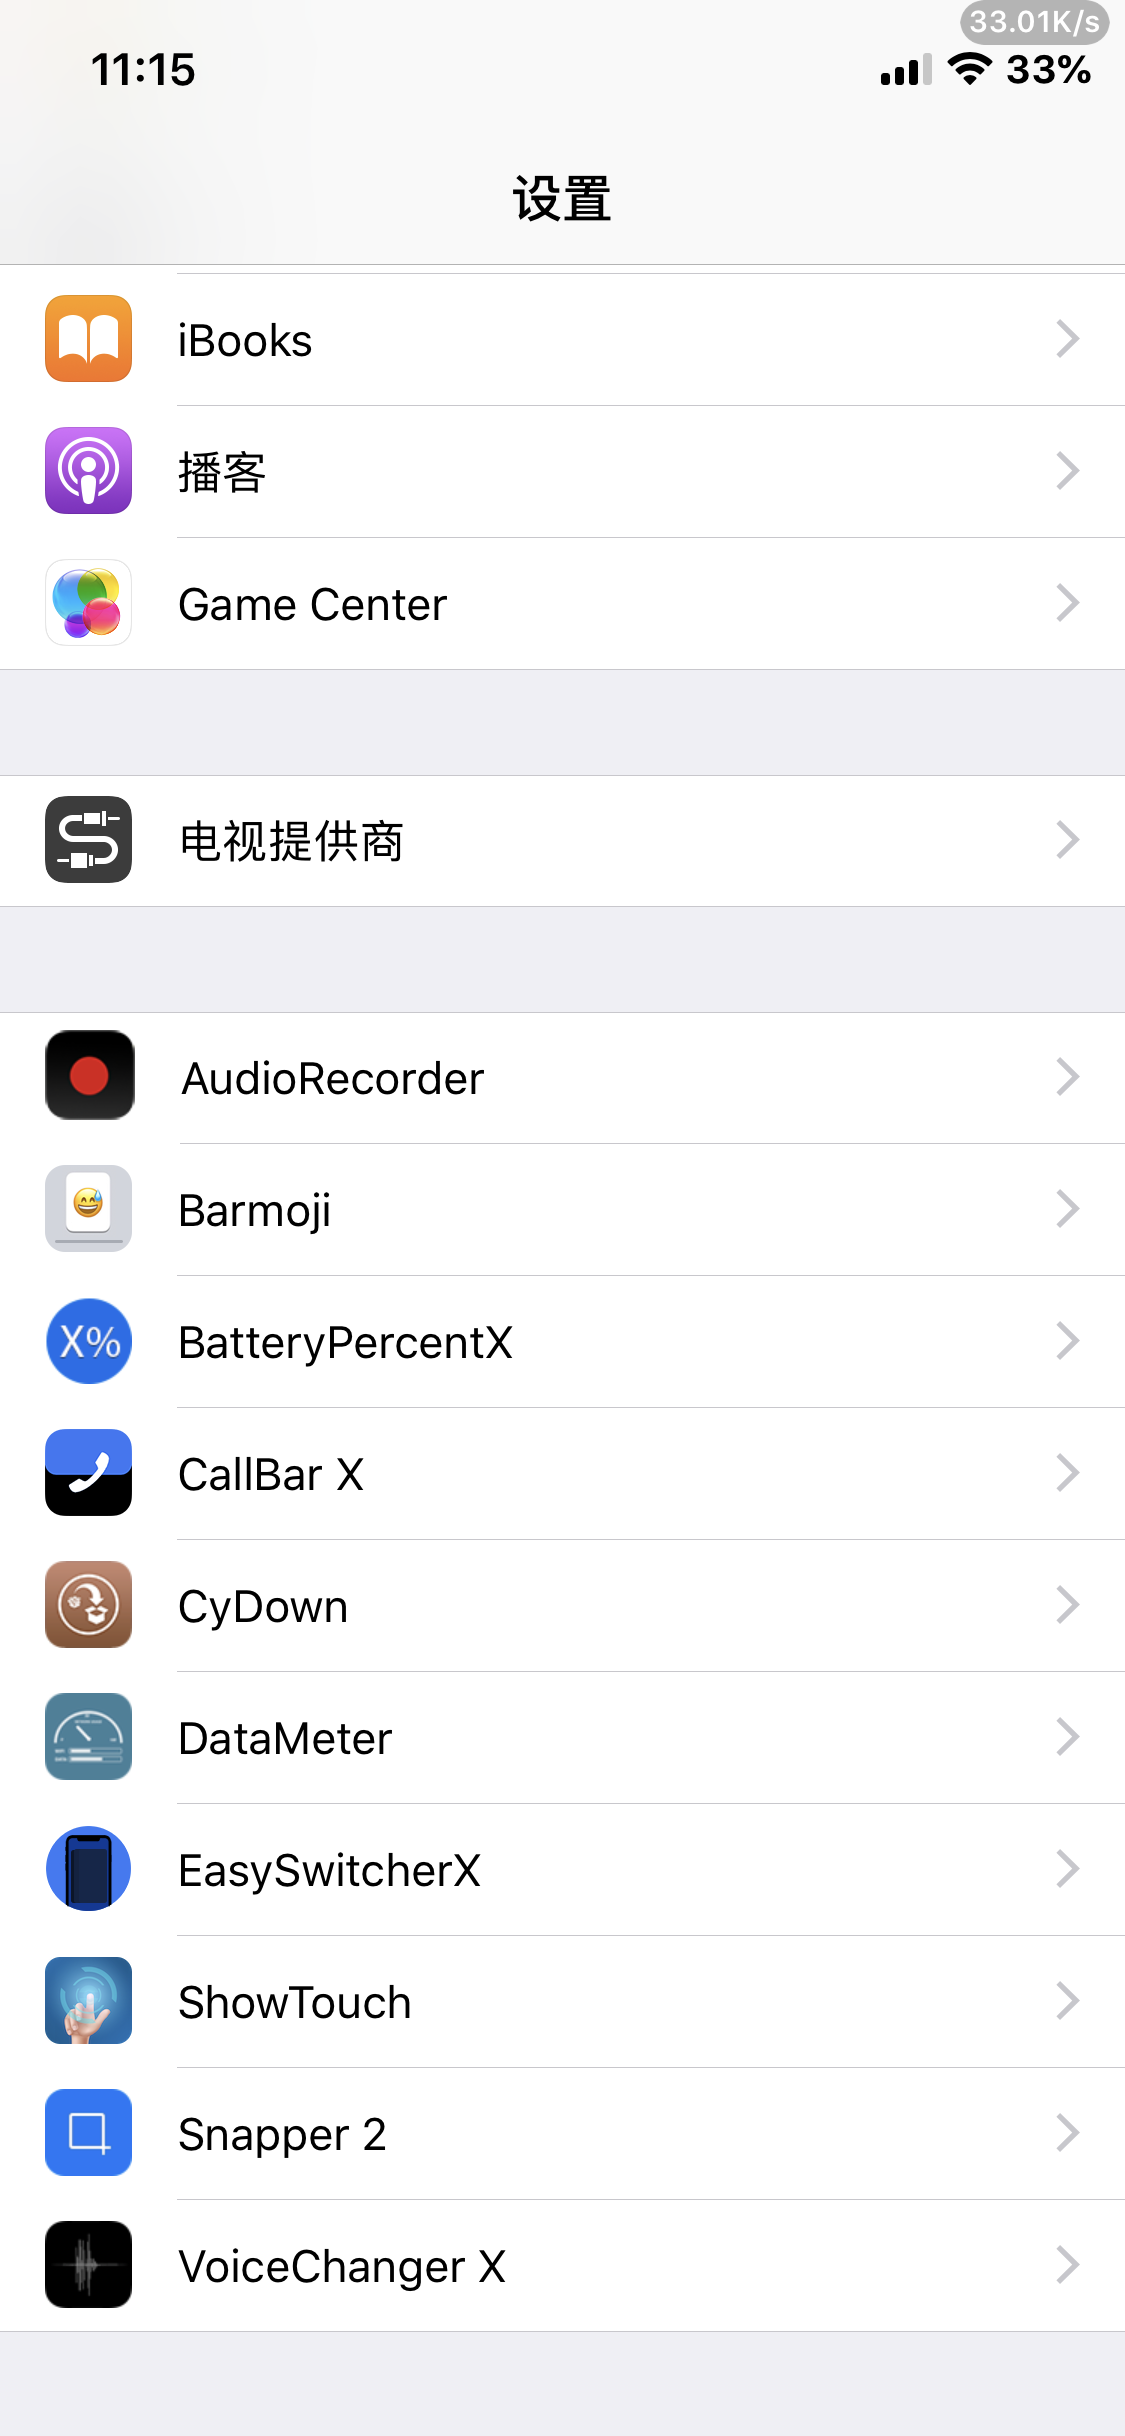 33.01K/s
11:15
33%
设置
iBooks
播客
Game Center
电视提供商
AudioRecorder
Barmoji
X%
BatteryPercentX
CallBar X
CyDown
DataMeter
EasySwitcherX
ShowTouch
Snapper 2
VoiceChanger X